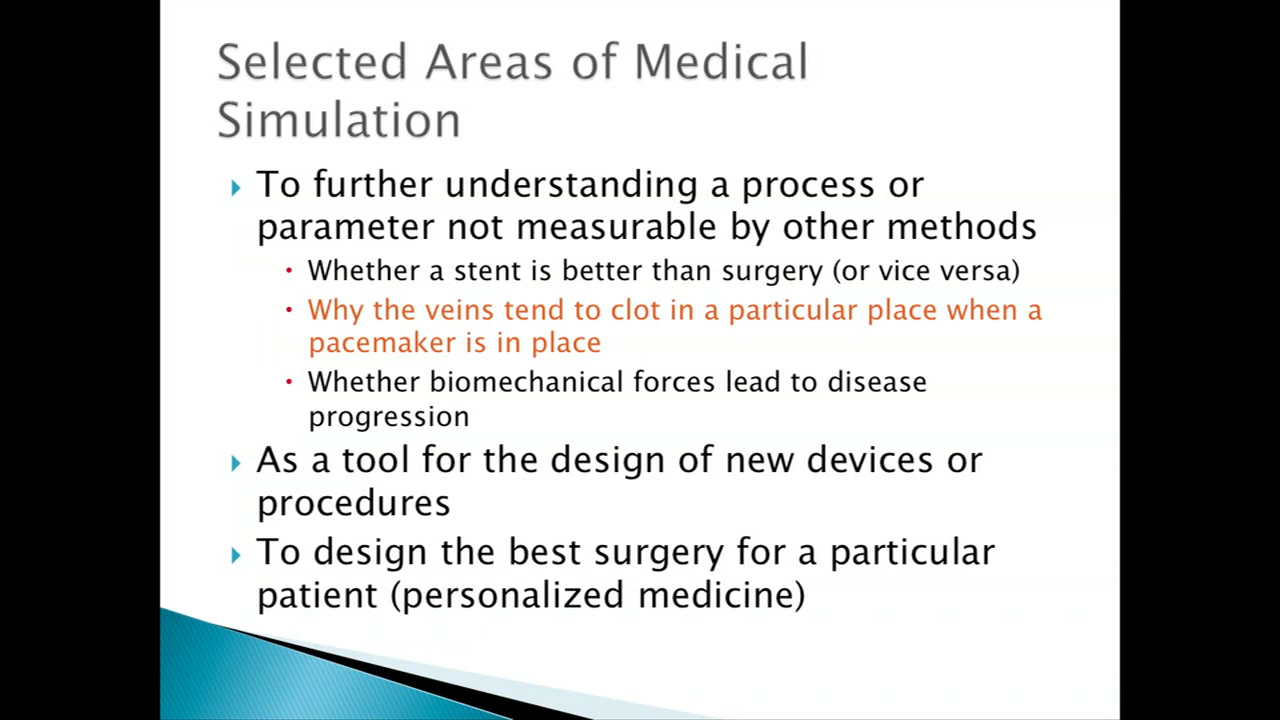 Selected Areas of Medical
Simulation
To further understanding a process or
parameter not measurable by other methods
Whether a stent is better than surgery (or vice versa)
Why the veins tend to clot in a particular place when a
pacemaker is in place
Whether biomechanical forces lead to disease
progression
As a tool for the design of new devices or
procedures
To design the best surgery for a particular
patient (personalized medicine)